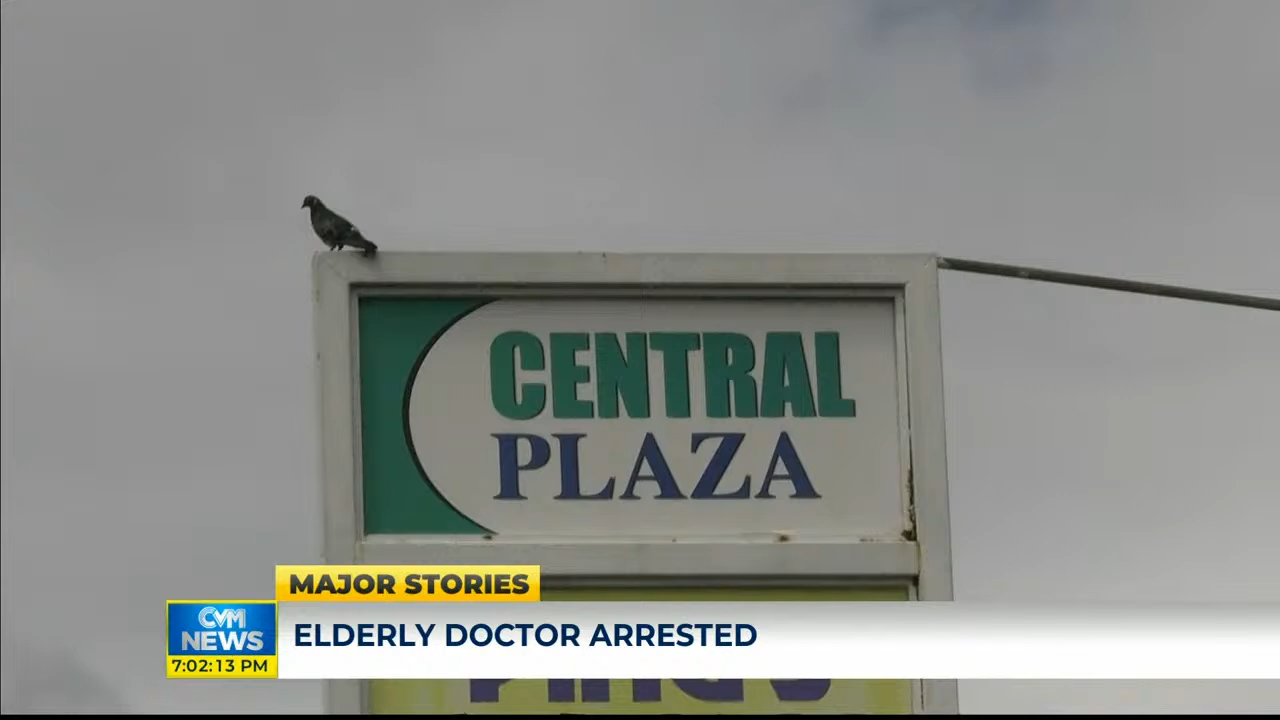 CENTRAL
PLAZA
MAJOR STORIES
CVM
NEWS
ELDERLY DOCTOR ARRESTED
7:02:13 PM